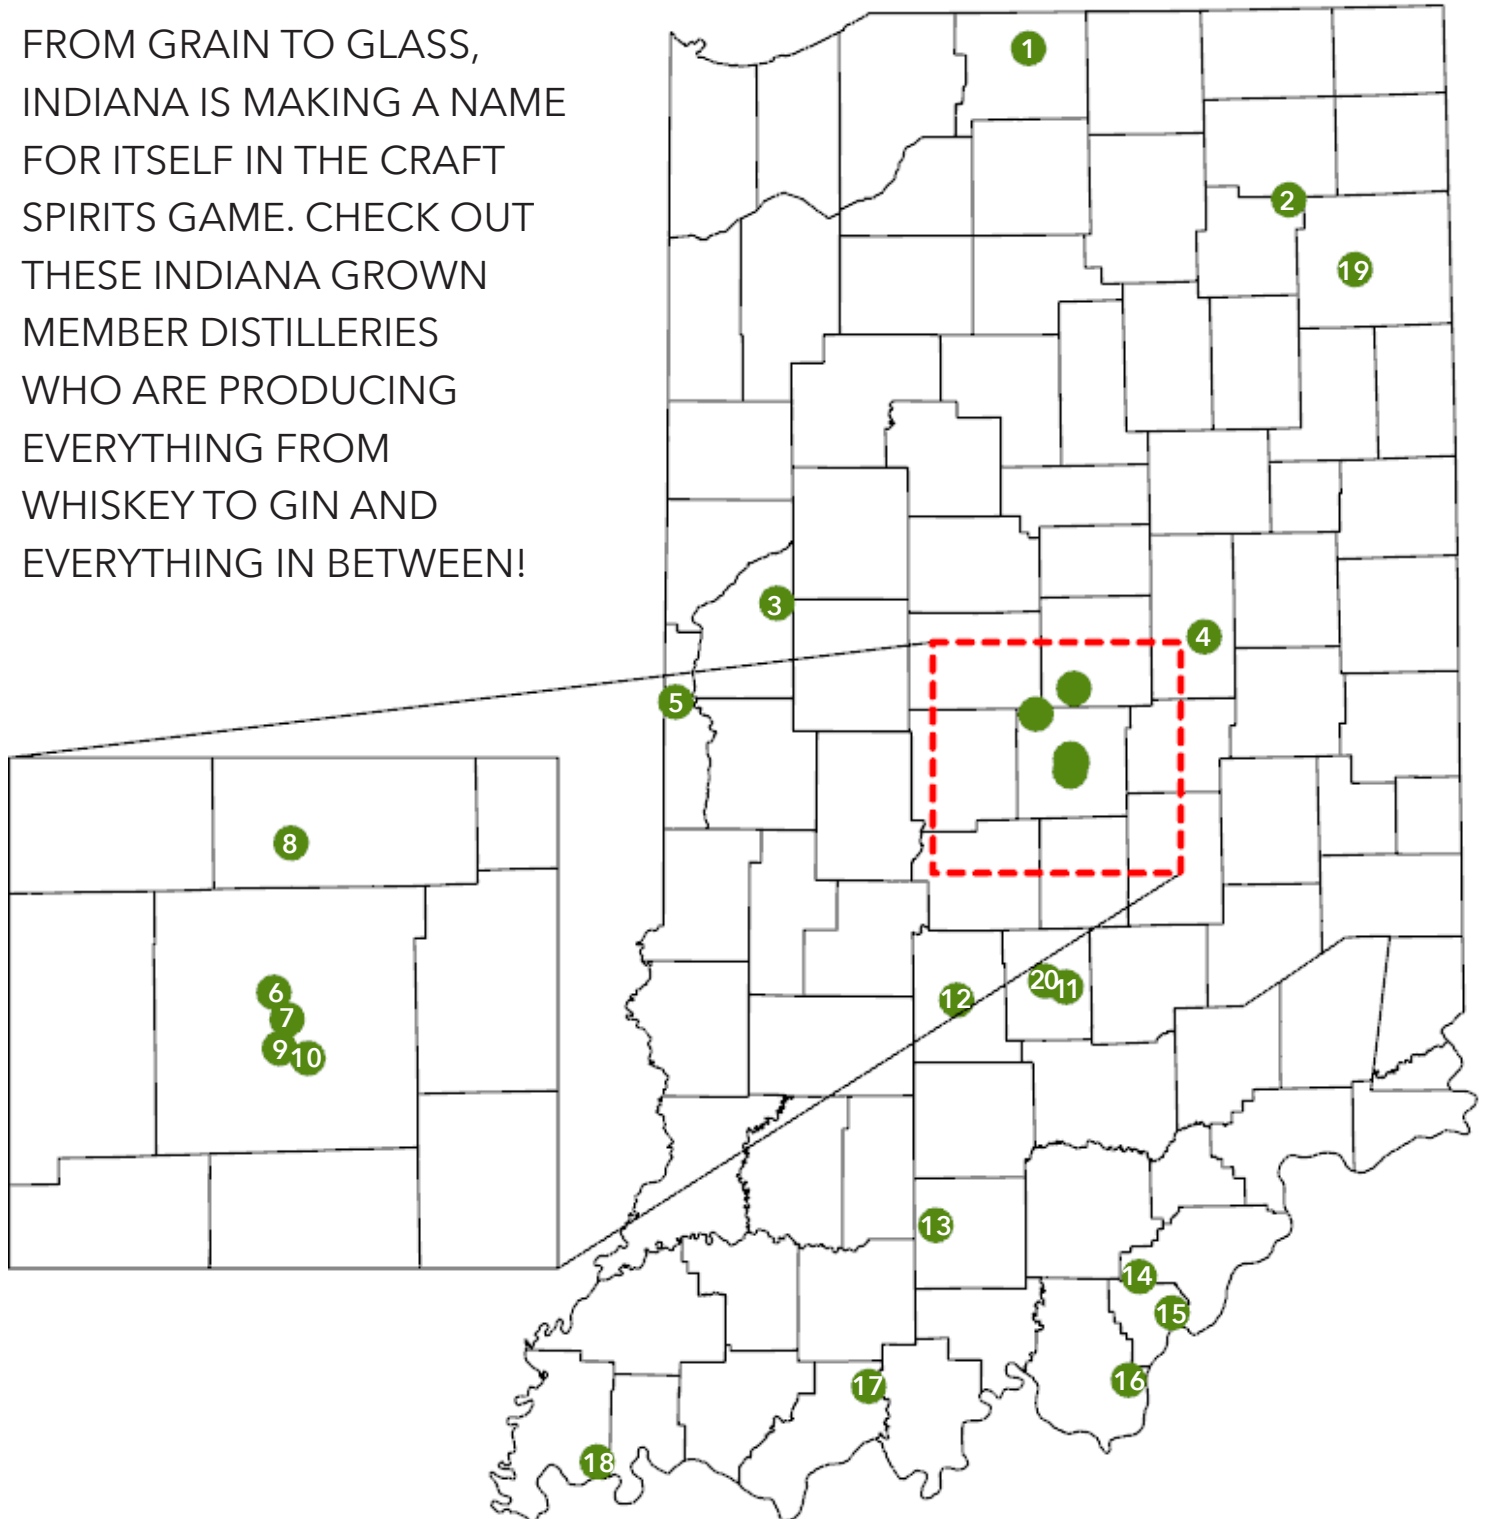 FROM GRAIN TO GLASS,
INDIANA IS MAKING A NAME
FOR ITSELF IN THE CRAFT
SPIRITS GAME. CHECK OUT
THESE INDIANA GROWN
MEMBER DISTILLERIES
WHO ARE PRODUCING
EVERYTHING FROM
WHISKEY TO GIN AND
EVERYTHING IN BETWEEN!
1
2
19
3
4
5
8
6
7
9
10
20
11
12
13
14
15
16
17
18